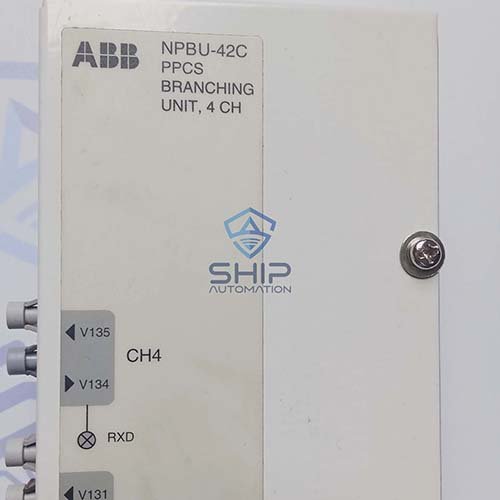 ABB
NPBU-42C
PPCS
BRANCHING
UNIT, 4 CH
SHIP
AUTOMATION
V135
CH4
V134
RXD
V131